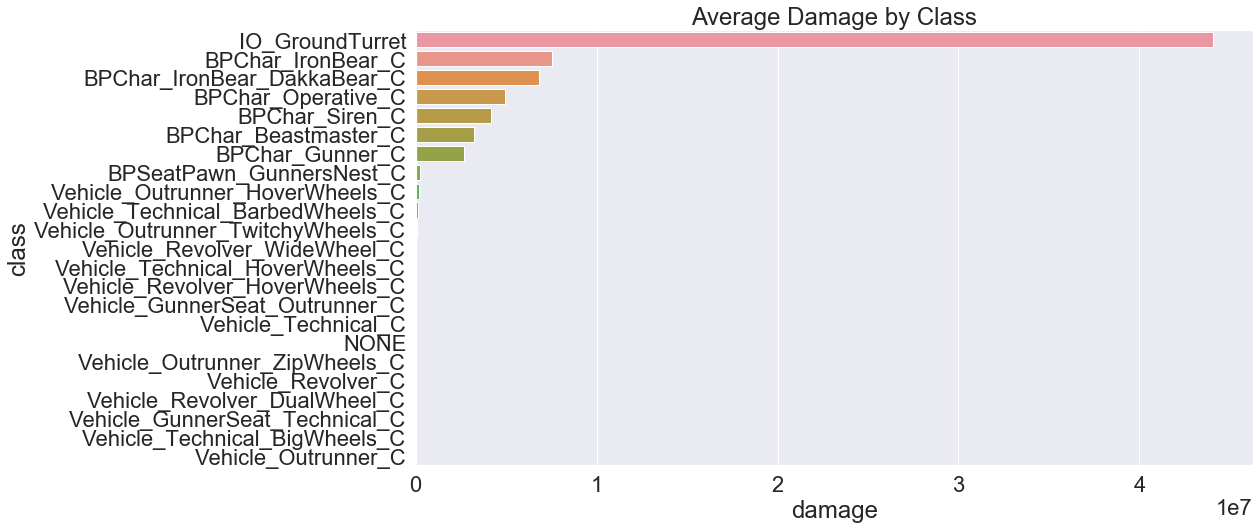 Average Damage by Class
IO_GroundTurret
BPChar_IronBear_C
BPChar_IronBear_DakkaBear_C
BPChar_Operative_C
BPChar_Siren_C
BPChar_Beastmaster_C
BPChar_Gunner_C
BPSeatPawn_GunnersNest_C
Vehicle_Outrunner_HoverWheels_C
Vehicle_Technical_BarbedWheels_C
Vehicle_Outrunner_TwitchyWheels_C
Vehicle_Revolver_WideWheel_C
Vehicle_Technical_HoverWheels_C
Vehicle_Revolver_HoverWheels_C
Vehicle_GunnerSeat_Outrunner_C
Vehicle_Technical_C
NONE
Vehicle_Outrunner_ZipWheels_C
Vehicle_Revolver_C
Vehicle_Revolver_DualWheel_C
Vehicle_GunnerSeat_Technical_C
Vehicle_Technical_BigWheels_C
Vehicle_Outrunner_C
class
0 1 2 3 4
1e7
damage